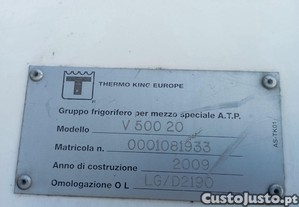 THERMO KING EUROPE
Gruppo frigorifero per mezzo speciale A.T.P.
Modello V 500 20
Matricola n. 0001081933
Anno di costruzione 2009
Omologazione O L LG/D2190
AS-TK01
CustoJusto.pt